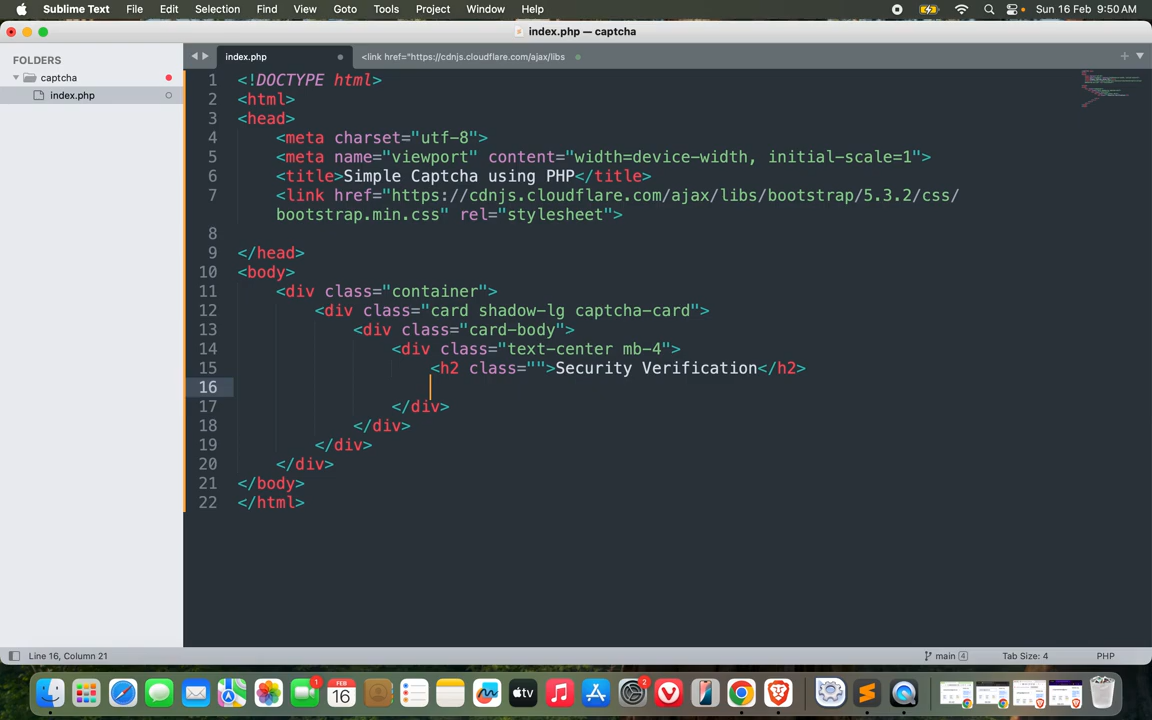 Sublime Text File Edit Selection Find View Goto Tools Project Window Help Sun 16 Feb 9:50 AM
index.php — captcha
FOLDERS
captcha
index.php
index.php <link href="https://cdnjs.cloudflare.com/ajax/libs
1 <!DOCTYPE html>
2 <html>
3 <head>
4 <meta charset="utf-8">
5 <meta name="viewport" content="width=device-width, initial-scale=1">
6 <title>Simple Captcha using PHP</title>
7 <link href="https://cdnjs.cloudflare.com/ajax/libs/bootstrap/5.3.2/css/
bootstrap.min.css" rel="stylesheet">
8
9 </head>
10 <body>
11 <div class="container">
12 <div class="card shadow-lg captcha-card">
13 <div class="card-body">
14 <div class="text-center mb-4">
15 <h2 class="">Security Verification</h2>
16
17 </div>
18 </div>
19 </div>
20 </div>
21 </body>
22 </html>
Line 16, Column 21 main 4 Tab Size: 4 PHP
1 FEB 16 tv 2